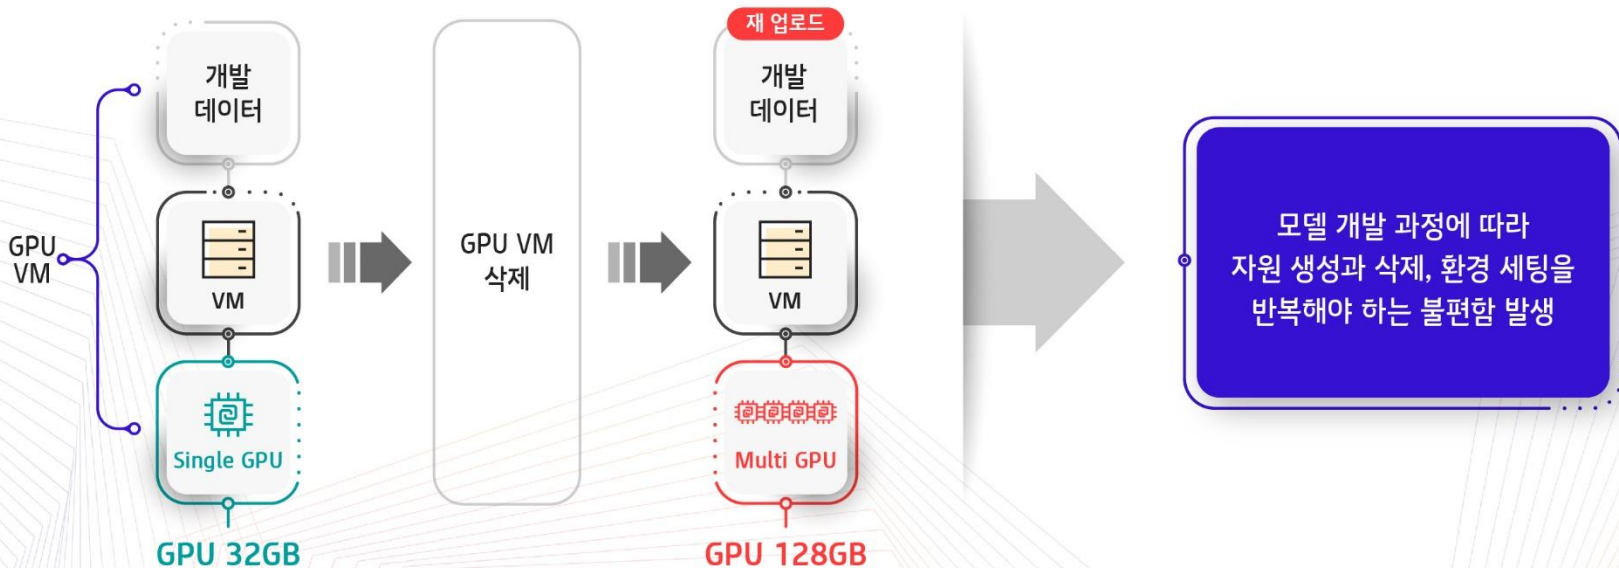 GPU
VM
개발
데이터
VM
Single GPU
GPU 32GB
GPU VM
삭제
재 업로드
개발
데이터
VM
Multi GPU
GPU 128GB
모델 개발 과정에 따라
자원 생성과 삭제, 환경 세팅을
반복해야 하는 불편함 발생